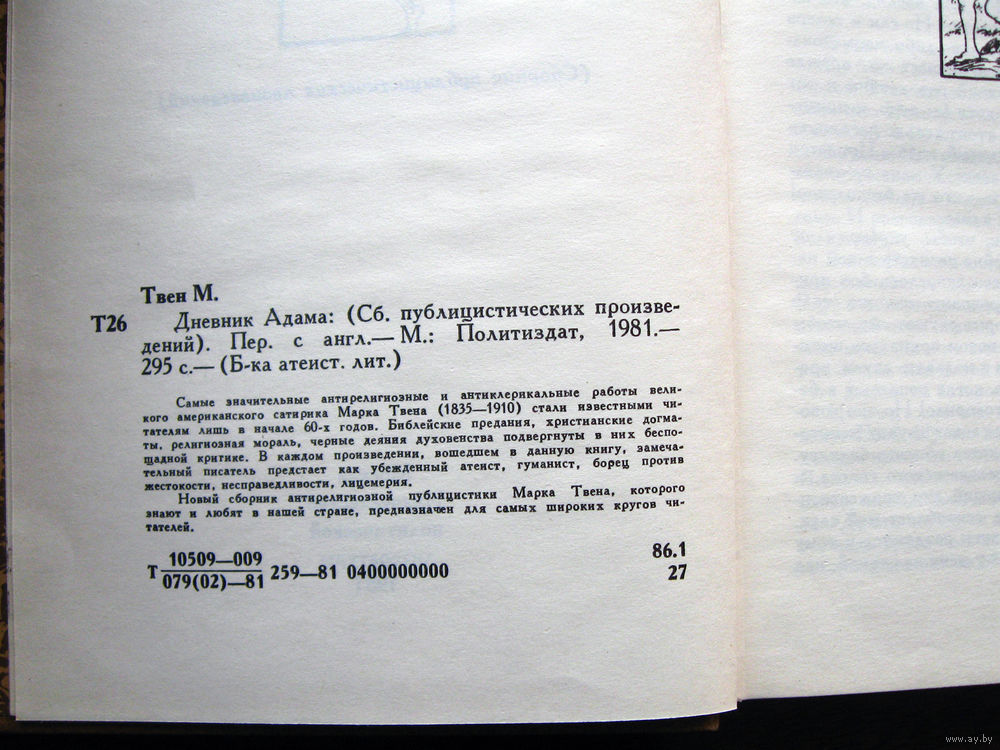 Твен М.
Т26 Дневник Адама: (Сб. публицистических произве-
дений). Пер. с англ.— М.: Политиздат, 1981.—
295 с.— (Б-ка атеист. лит.)
Самые значительные антирелигиозные и антиклерикальные работы вели-
кого американского сатирика Марка Твена (1835—1910) стали известными чи-
тателям лишь в начале 60-х годов. Библейские предания, христианские догма-
ты, религиозная мораль, черные деяния духовенства подвергнуты в них беспо-
щадной критике. В каждом произведении, вошедшем в данную книгу, замеча-
тельный писатель предстает как убежденный атеист, гуманист, борец против
жестокости, несправедливости, лицемерия.
Новый сборник антирелигиозной публицистики Марка Твена, которого
знают и любят в нашей стране, предназначен для самых широких кругов чи-
тателей.
10509—009
Т 259—81 0400000000
079(02)—81
86.1
27
www.ay.by